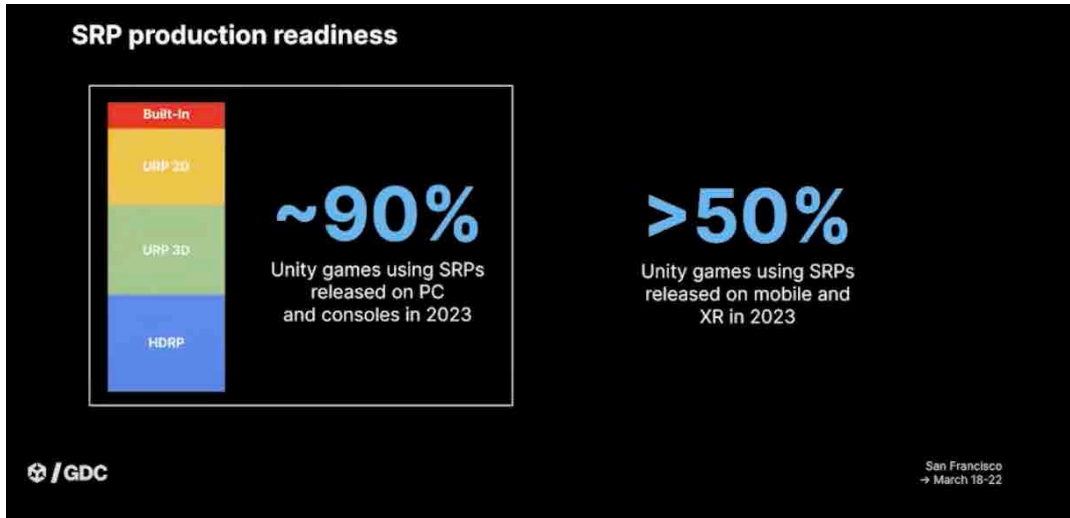 SRP production readiness
Built-In
URP 2D
URP 3D
HDRP
~90%
Unity games using SRPs
released on PC
and consoles in 2023
>50%
Unity games using SRPs
released on mobile and
XR in 2023
/GDC
San Francisco
→ March 18-22